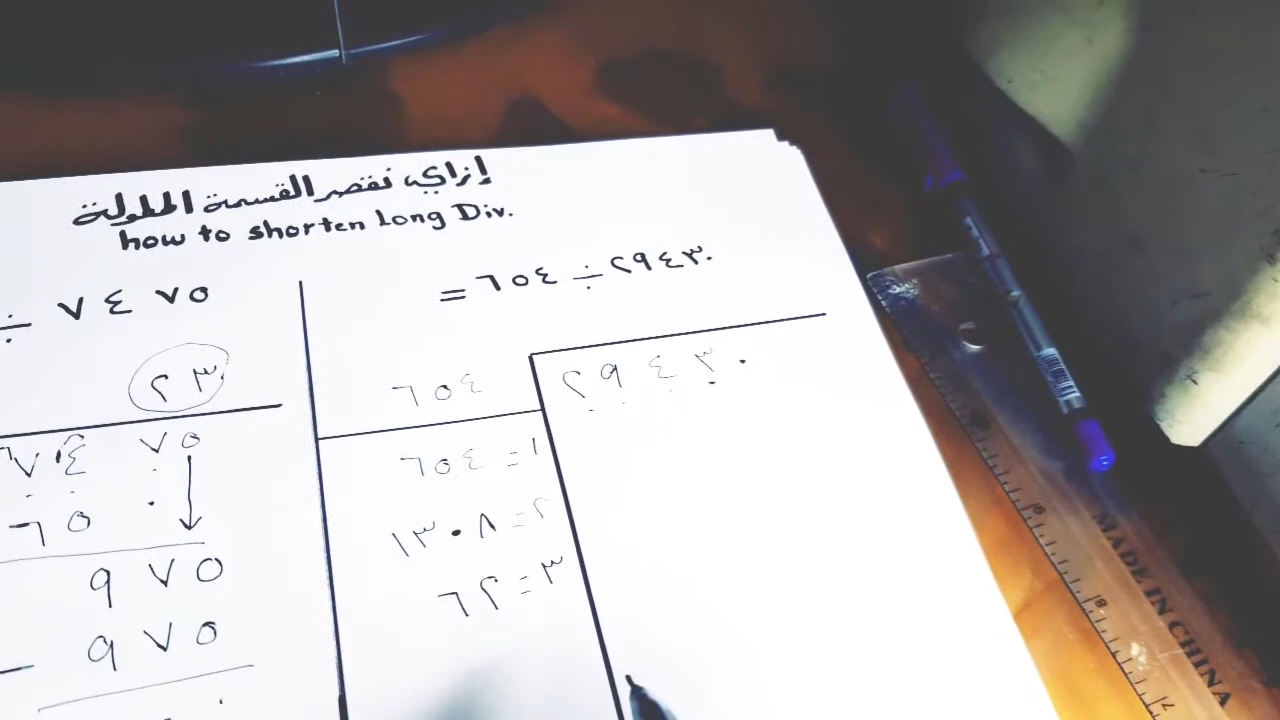 إزاي نقصر القسمة المطولة
how to shorten Long Div.
÷ ٧٤٧٥
٢٣
٧٤٧٥
٦٥
٩٧٥
٩٧٥
= ٦٥٤ ÷ ٢٩٤٣٠
٦٥٤
٢٩٤٣٠
٦٥٤ = ١
١٣٠٨ = ٢
٦٢ = ٣
MADE IN CHINA